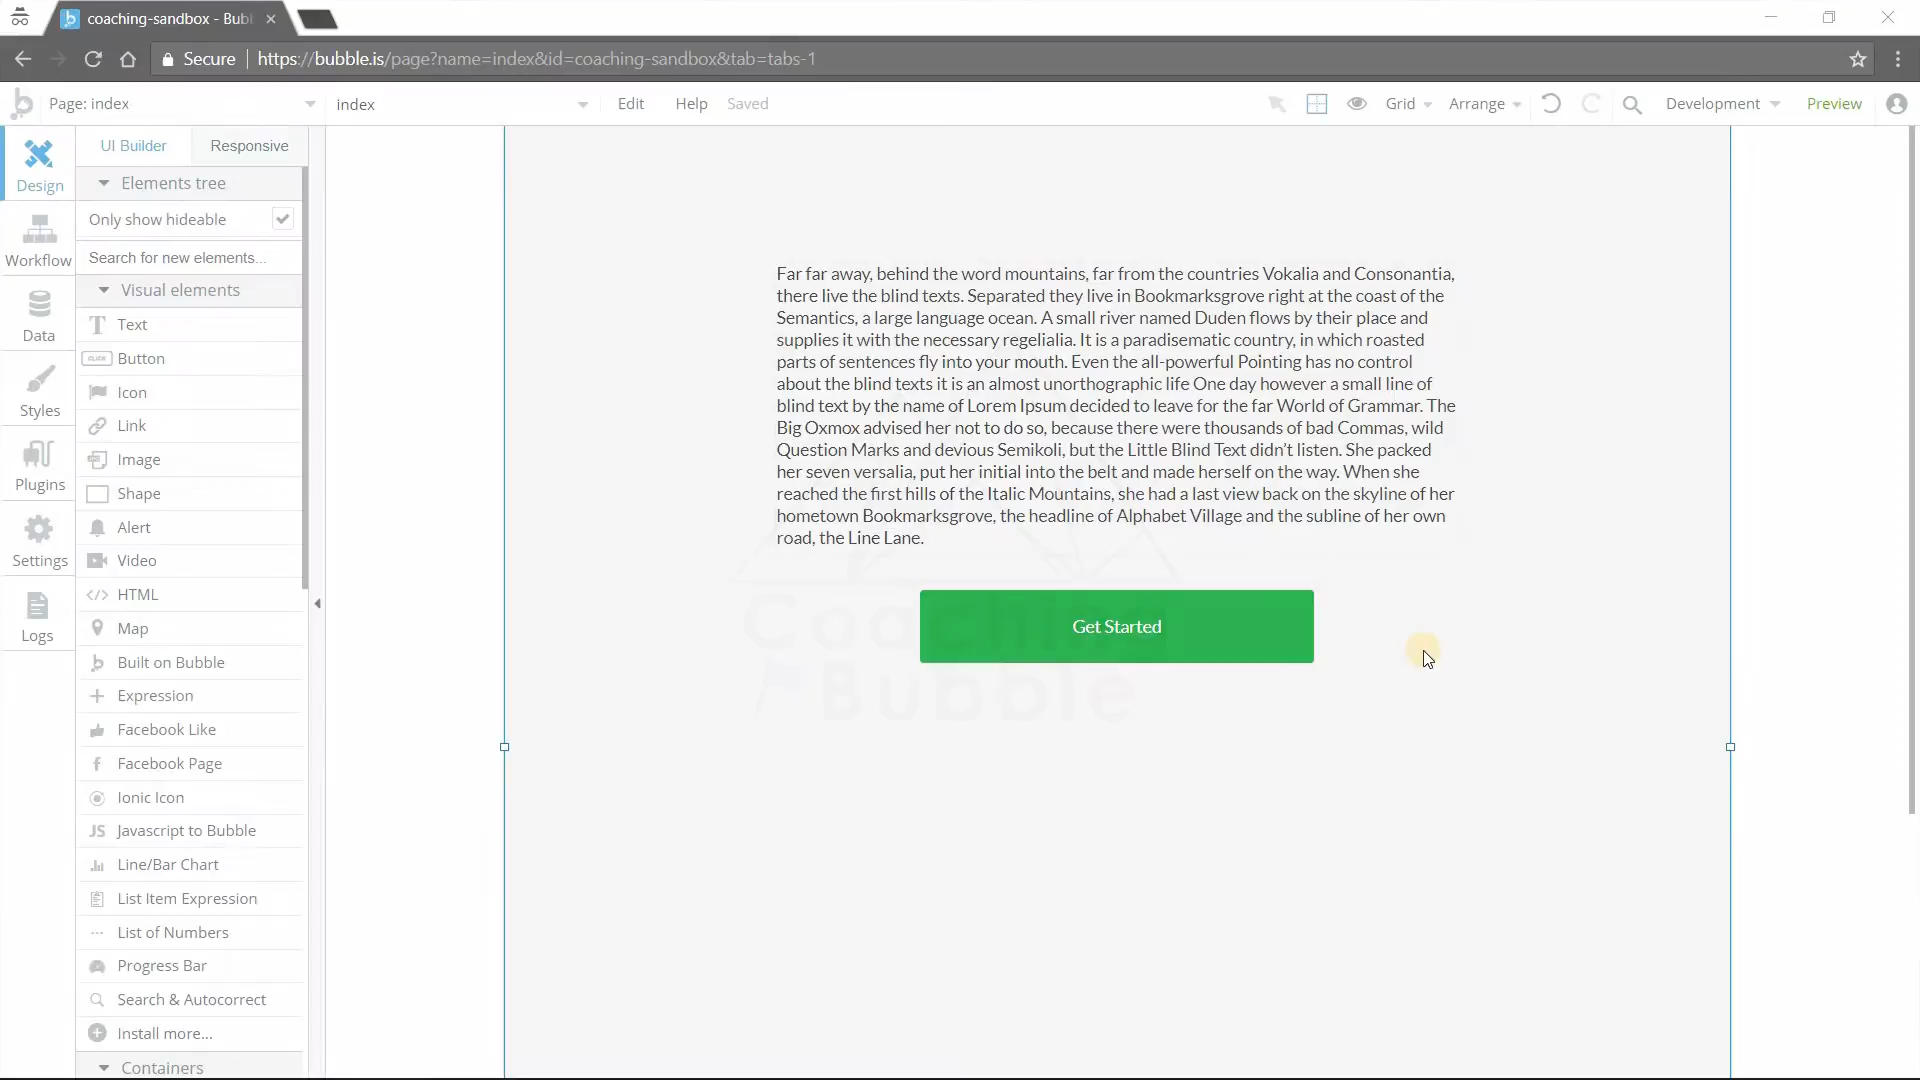 coaching-sandbox - Bubb
Secure
https://bubble.is/page?name=index&id=coaching-sandbox&tab=tabs-1
Page: index
index
Edit
Help
Saved
Grid
Arrange
Development
Preview
Design
Workflow
Data
Styles
Plugins
Settings
Logs
UI Builder
Responsive
Elements tree
Only show hideable
Search for new elements...
Visual elements
Text
CLICK Button
Icon
Link
Image
Shape
Alert
Video
</> HTML
Map
Built on Bubble
Expression
Facebook Like
Facebook Page
Ionic Icon
JS Javascript to Bubble
Line/Bar Chart
List Item Expression
List of Numbers
Progress Bar
Search & Autocorrect
Install more...
Containers
Far far away, behind the word mountains, far from the countries Vokalia and Consonantia,
there live the blind texts. Separated they live in Bookmarksgrove right at the coast of the
Semantics, a large language ocean. A small river named Duden flows by their place and
supplies it with the necessary regelialia. It is a paradisematic country, in which roasted
parts of sentences fly into your mouth. Even the all-powerful Pointing has no control
about the blind texts it is an almost unorthographic life One day however a small line of
blind text by the name of Lorem Ipsum decided to leave for the far World of Grammar. The
Big Oxmox advised her not to do so, because there were thousands of bad Commas, wild
Question Marks and devious Semikoli, but the Little Blind Text didn’t listen. She packed
her seven versalia, put her initial into the belt and made herself on the way. When she
reached the first hills of the Italic Mountains, she had a last view back on the skyline of her
hometown Bookmarksgrove, the headline of Alphabet Village and the subline of her own
road, the Line Lane.
Get Started
Coaching
Bubble